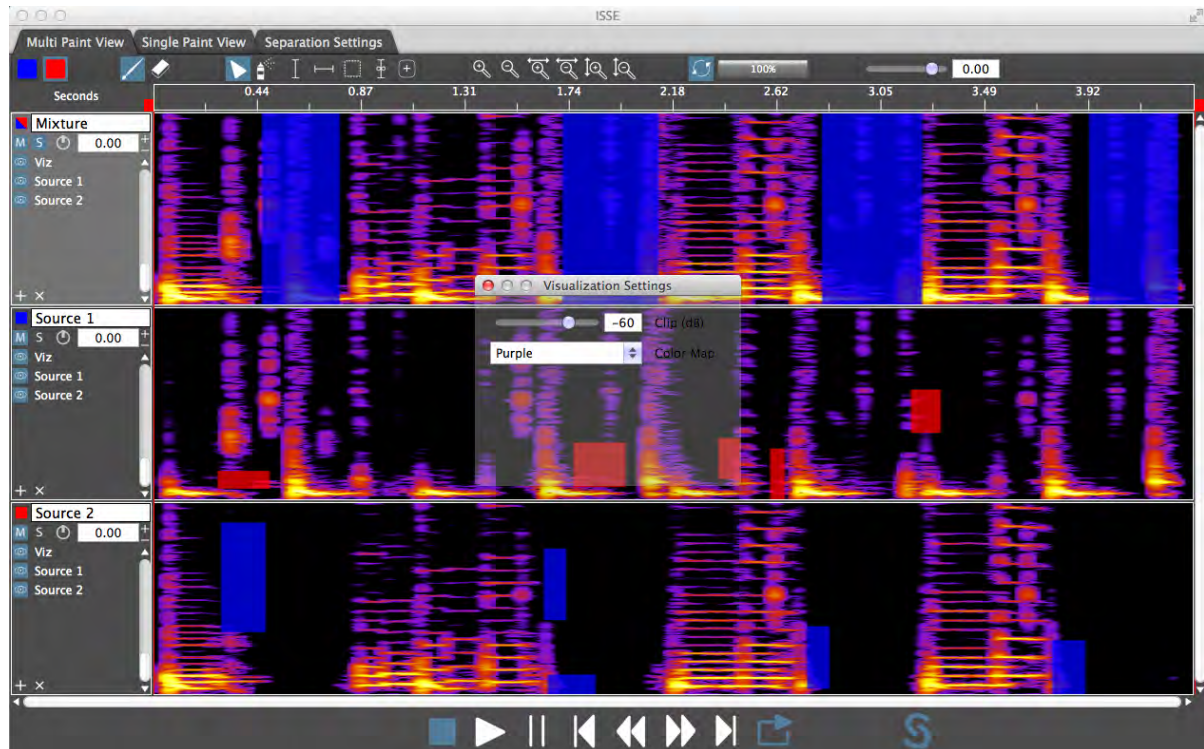 ISSE
Multi Paint View Single Paint View Separation Settings
100% 0.00
Seconds 0.44 0.87 1.31 1.74 2.18 2.62 3.05 3.49 3.92
Mixture
M S 0.00 +
-
Viz
Source 1
Source 2
+ ×
Visualization Settings
-60 Clip (dB)
Purple Color Map
Source 1
M S 0.00 +
-
Viz
Source 1
Source 2
+ ×
Source 2
M S 0.00 +
-
Viz
Source 1
Source 2
+ ×